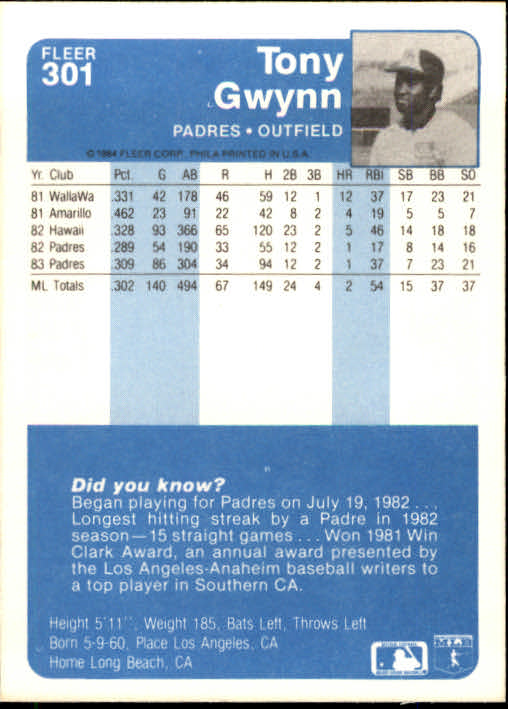 FLEER
301
Tony
Gwynn
PADRES • OUTFIELD
© 1984 FLEER CORP. PHILA PRINTED IN U.S.A.
Yr. Club Pct. G AB R H 2B 3B HR RBI SB BB SO
81 WallaWa .331 42 178 46 59 12 1 12 37 17 23 21
81 Amarillo .462 23 91 22 42 8 2 4 19 5 5 7
82 Hawaii .328 93 366 65 120 23 2 5 46 14 18 18
82 Padres .289 54 190 33 55 12 2 1 17 8 14 16
83 Padres .309 86 304 34 94 12 2 1 37 7 23 21
ML Totals .302 140 494 67 149 24 4 2 54 15 37 37
Did you know?
Began playing for Padres on July 19, 1982 ...
Longest hitting streak by a Padre in 1982
season—15 straight games ... Won 1981 Win
Clark Award, an annual award presented by
the Los Angeles-Anaheim baseball writers to
a top player in Southern CA.
Height 5'11", Weight 185, Bats Left, Throws Left
Born 5-9-60, Place Los Angeles, CA
Home Long Beach, CA